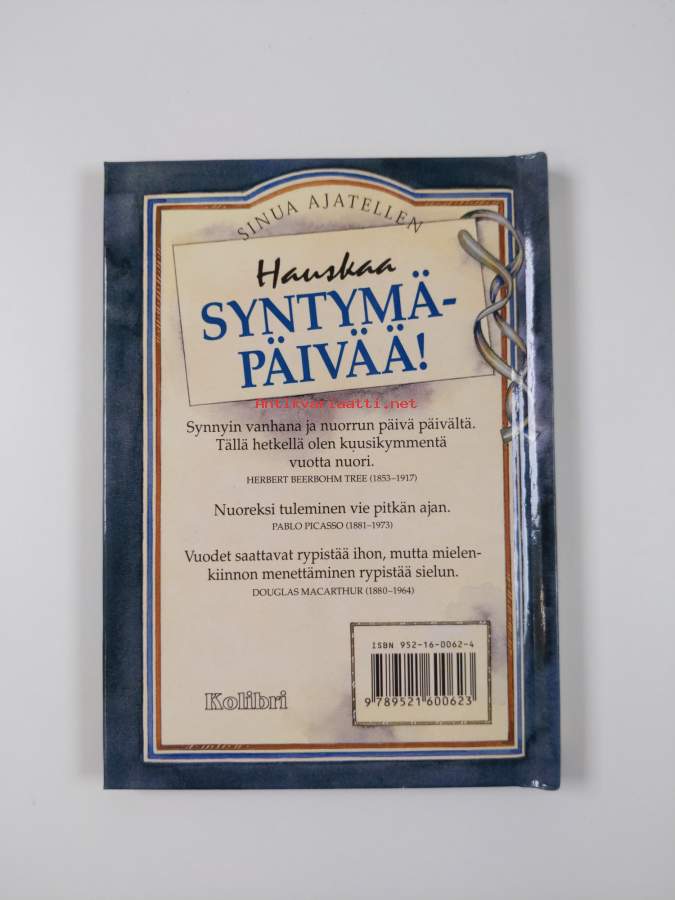 SINUA AJATELLEN
Hauskaa
SYNTYMÄ-
PÄIVÄÄ!
Antikvariaatti.net
Synnyin vanhana ja nuorrun päivä päivältä.
Tällä hetkellä olen kuusikymmentä
vuotta nuori.
HERBERT BEERBOHM TREE (1853–1917)
Nuoreksi tuleminen vie pitkän ajan.
PABLO PICASSO (1881–1973)
Vuodet saattavat rypistää ihon, mutta mielen-
kiinnon menettäminen rypistää sielun.
DOUGLAS MACARTHUR (1880–1964)
ISBN 952-16-0062-4
9 789521 600623
Kolibri